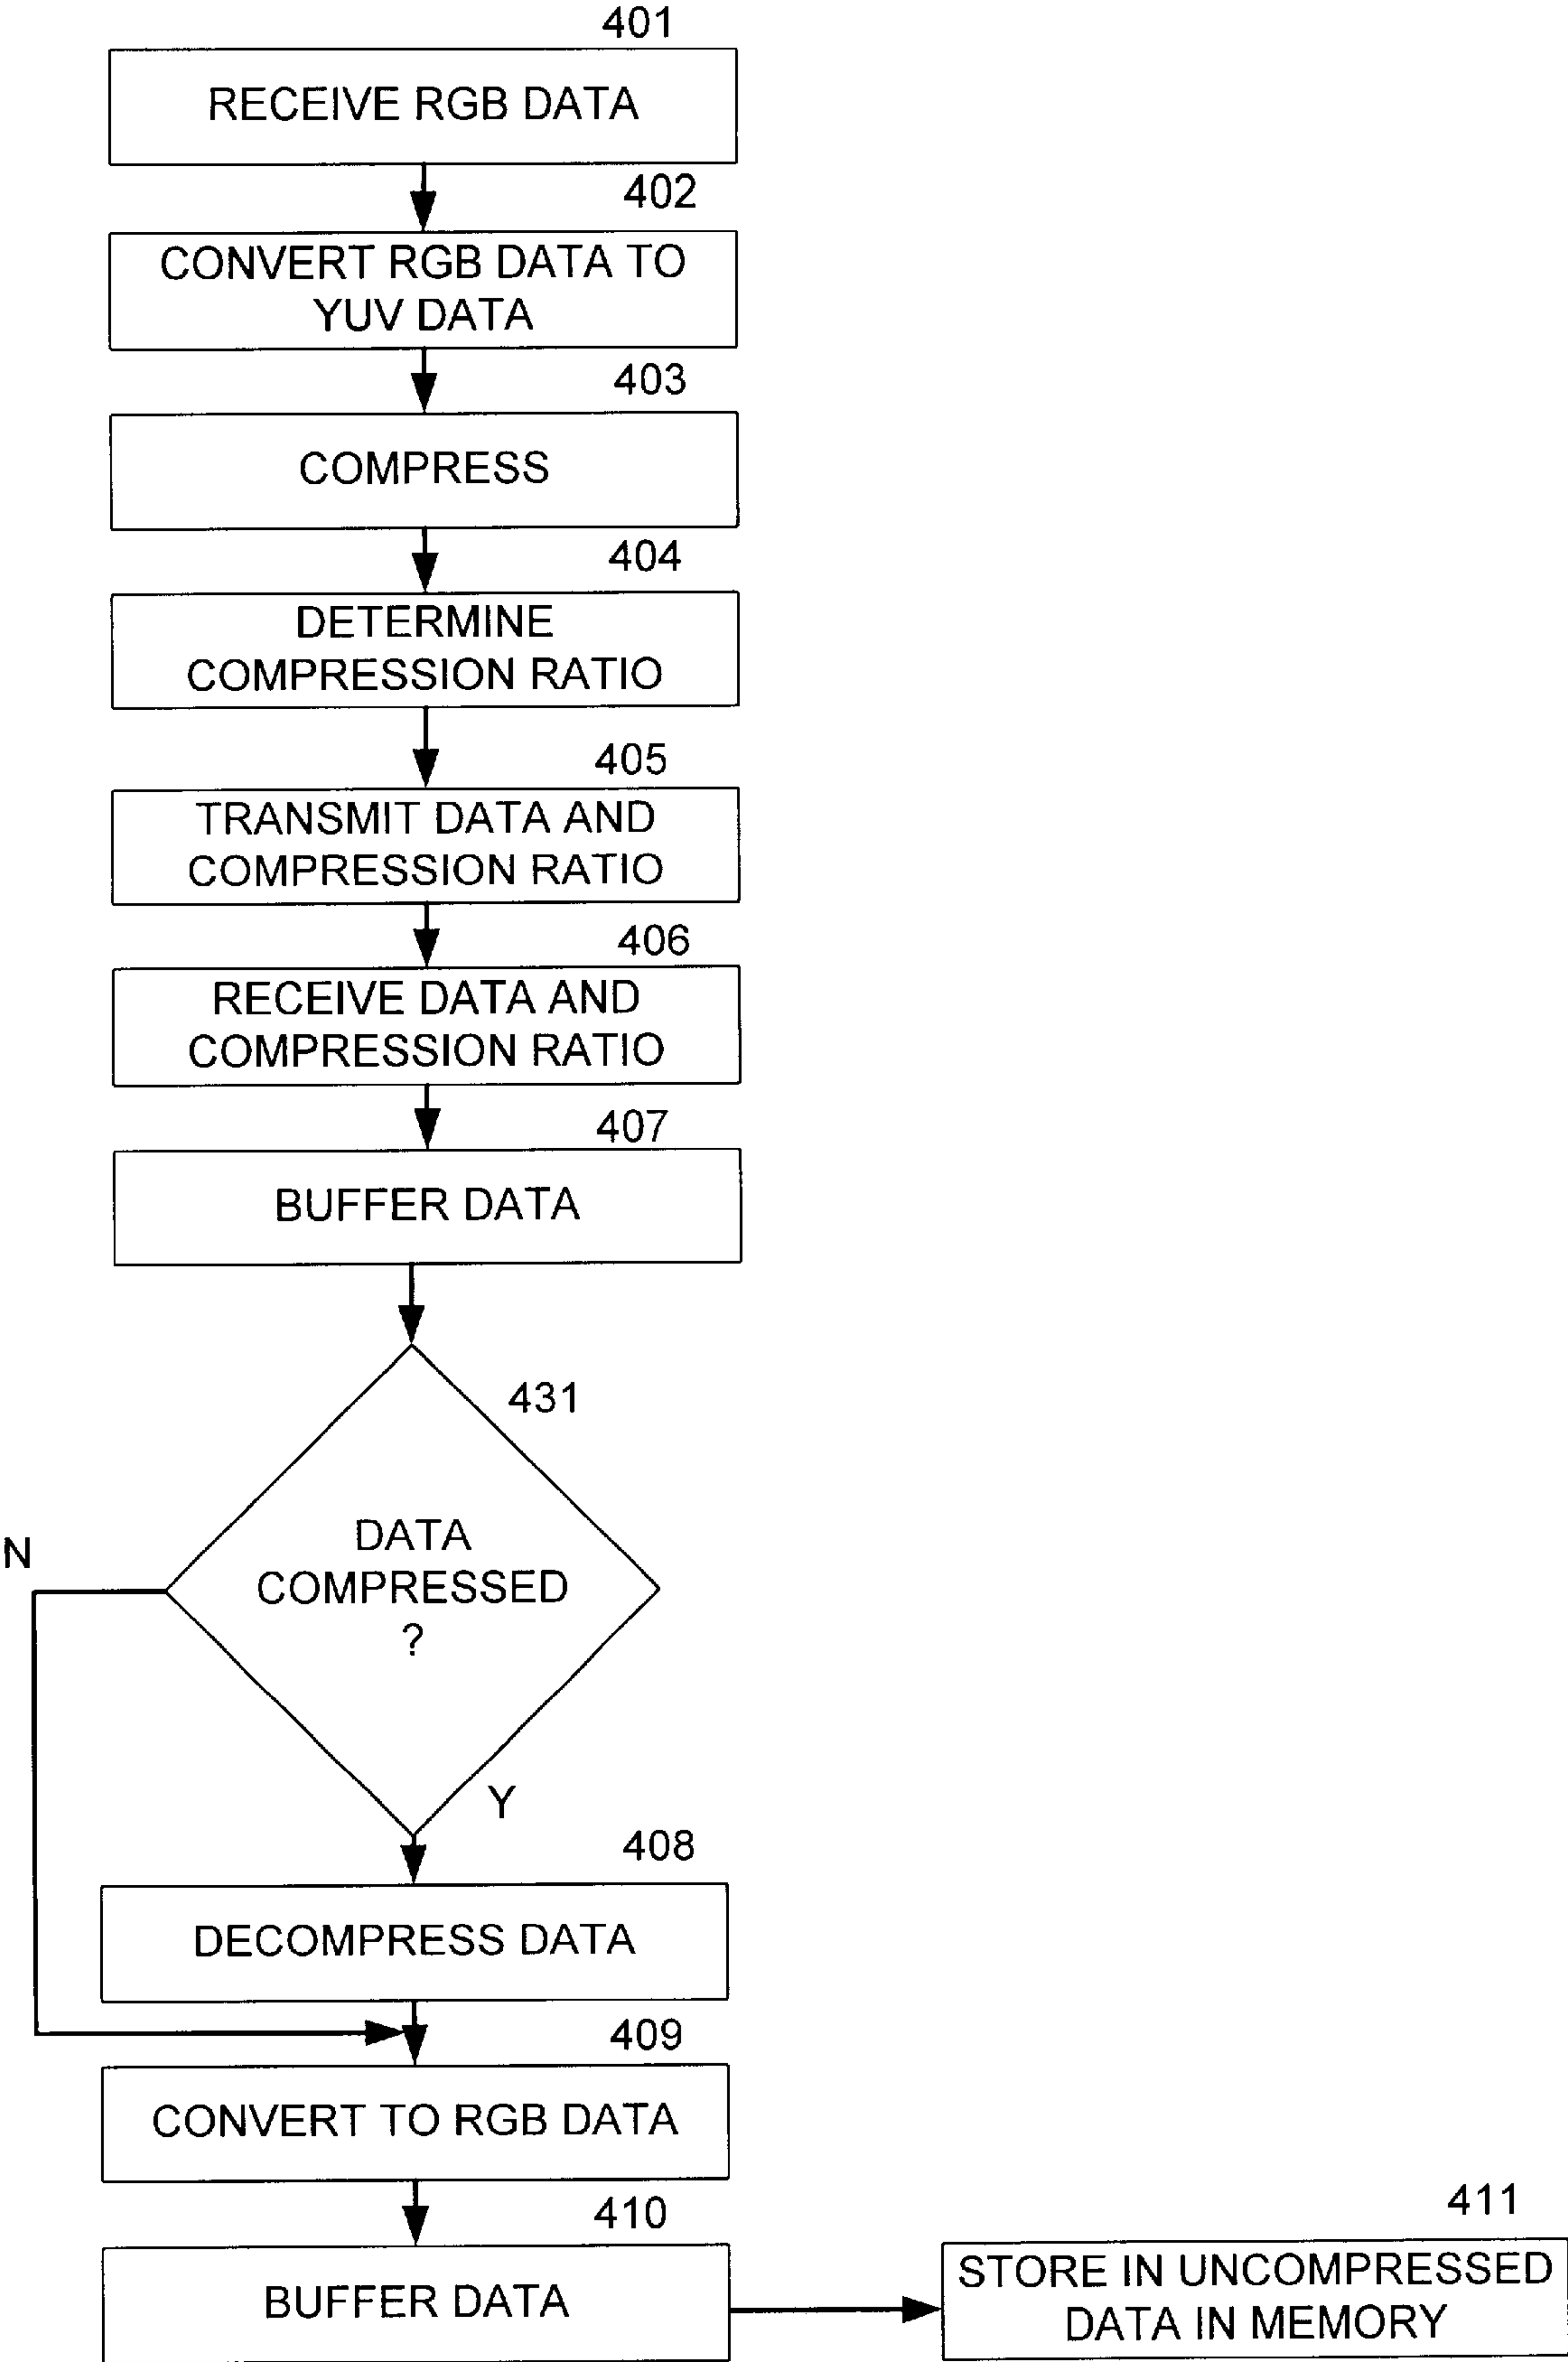 401
RECEIVE RGB DATA
402
CONVERT RGB DATA TO
YUV DATA
403
COMPRESS
404
DETERMINE
COMPRESSION RATIO
405
TRANSMIT DATA AND
COMPRESSION RATIO
406
RECEIVE DATA AND
COMPRESSION RATIO
407
BUFFER DATA
431
DATA
COMPRESSED
?
N
Y
408
DECOMPRESS DATA
409
CONVERT TO RGB DATA
410
BUFFER DATA
411
STORE IN UNCOMPRESSED
DATA IN MEMORY